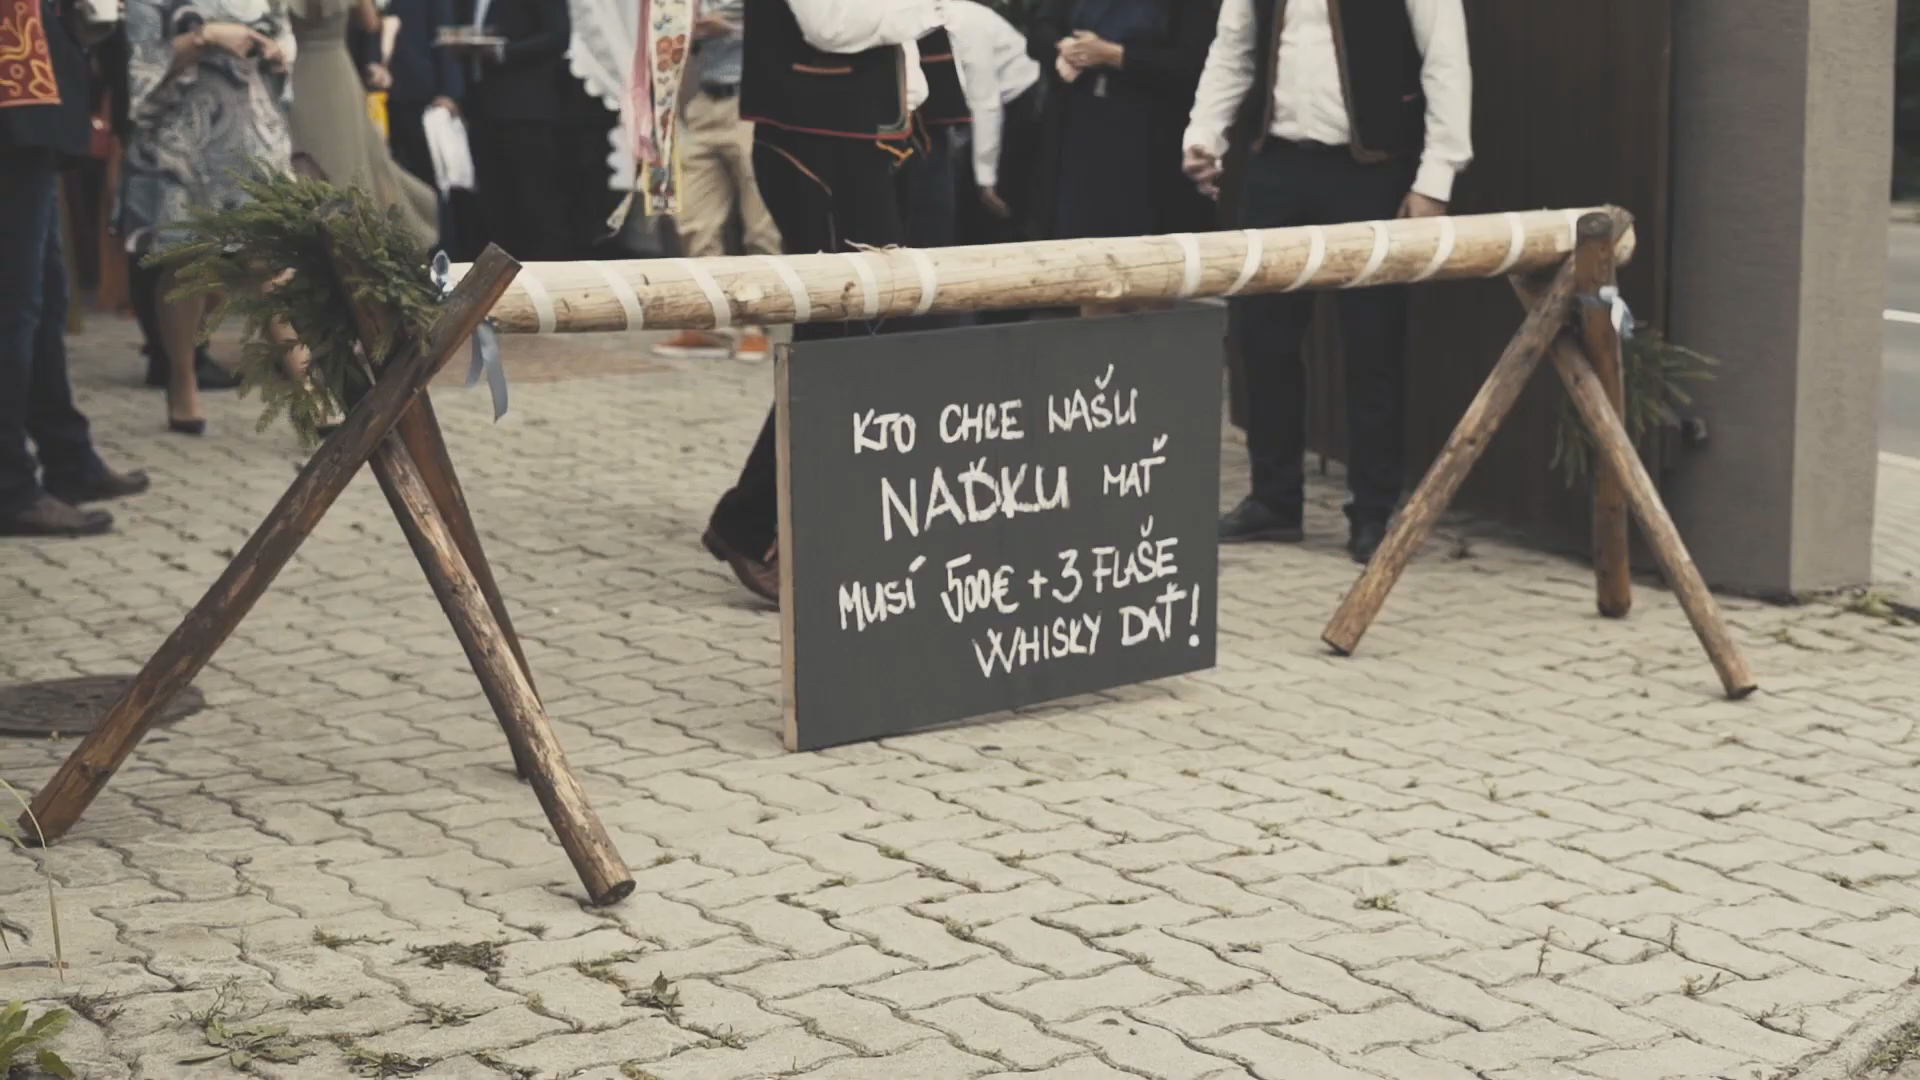 KTO CHCE NAŠU
NAĎKU MAŤ
MUSÍ 500€ + 3 FLAŠE
WHISKY DAŤ!